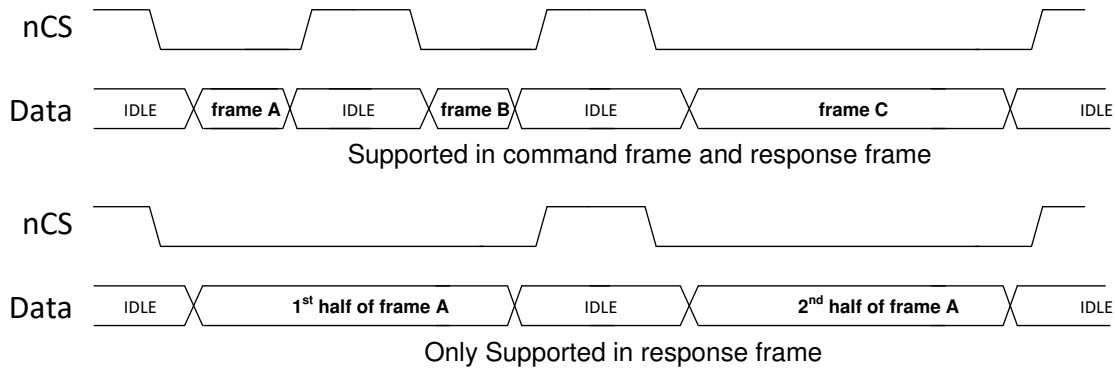 nCS
Data IDLE frame A IDLE frame B IDLE frame C IDLE
Supported in command frame and response frame
nCS
Data IDLE 1st half of frame A IDLE 2nd half of frame A IDLE
Only Supported in response frame